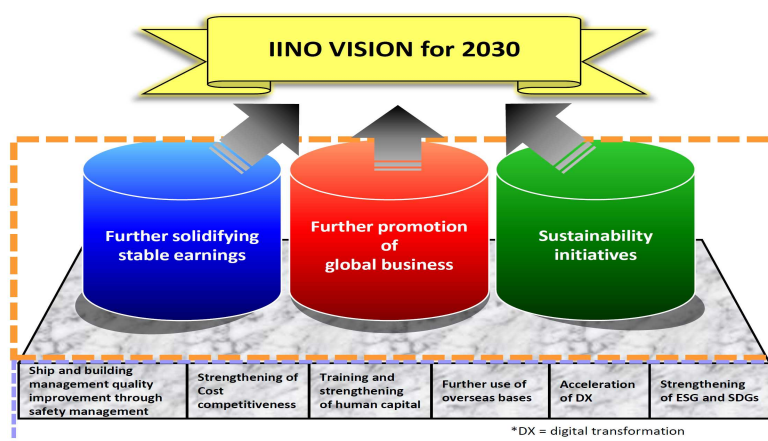 IINO VISION for 2030
Further solidifying
stable earnings
Further promotion
of
global business
Sustainability
initiatives
Ship and building
management quality
improvement through
safety management
Strengthening of
Cost
competitiveness
Training and
strengthening
of human capital
Further use of
overseas bases
Acceleration
of DX
Strengthening
of ESG and SDGs
*DX = digital transformation